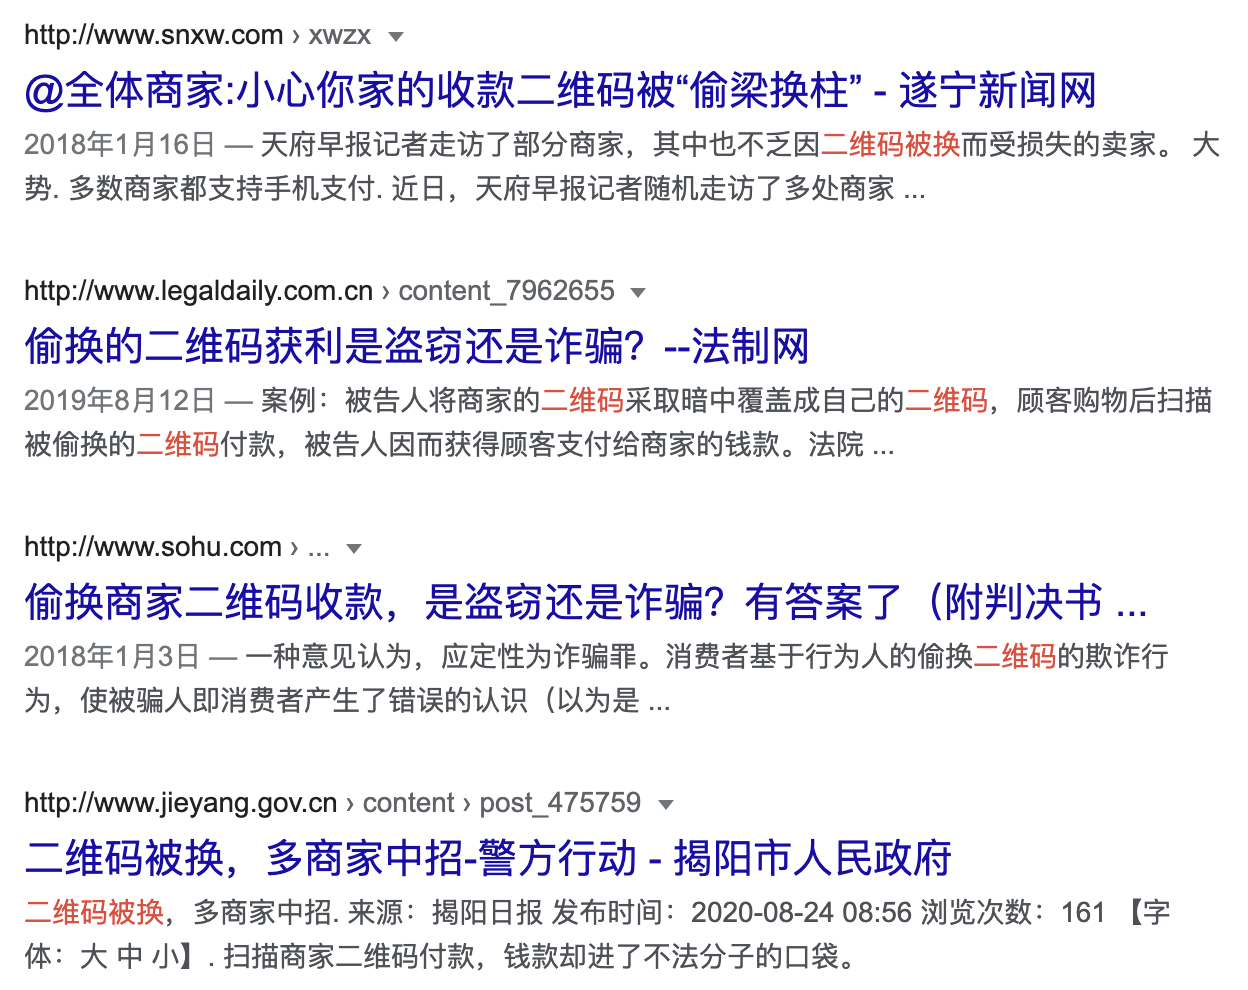 http://www.snxw.com › xwzx
@全体商家:小心你家的收款二维码被“偷梁换柱” - 遂宁新闻网
2018年1月16日 — 天府早报记者走访了部分商家，其中也不乏因二维码被换而受损失的卖家。 大
势. 多数商家都支持手机支付. 近日，天府早报记者随机走访了多处商家 ...
http://www.legaldaily.com.cn › content_7962655
偷换的二维码获利是盗窃还是诈骗？--法制网
2019年8月12日 — 案例：被告人将商家的二维码采取暗中覆盖成自己的二维码，顾客购物后扫描
被偷换的二维码付款，被告人因而获得顾客支付给商家的钱款。法院 ...
http://www.sohu.com › ...
偷换商家二维码收款，是盗窃还是诈骗？有答案了（附判决书 ...
2018年1月3日 — 一种意见认为，应定性为诈骗罪。消费者基于行为人的偷换二维码的欺诈行
为，使被骗人即消费者产生了错误的认识（以为是 ...
http://www.jieyang.gov.cn › content › post_475759
二维码被换，多商家中招-警方行动 - 揭阳市人民政府
二维码被换，多商家中招. 来源：揭阳日报 发布时间：2020-08-24 08:56 浏览次数：161 【字
体：大 中 小】. 扫描商家二维码付款，钱款却进了不法分子的口袋。